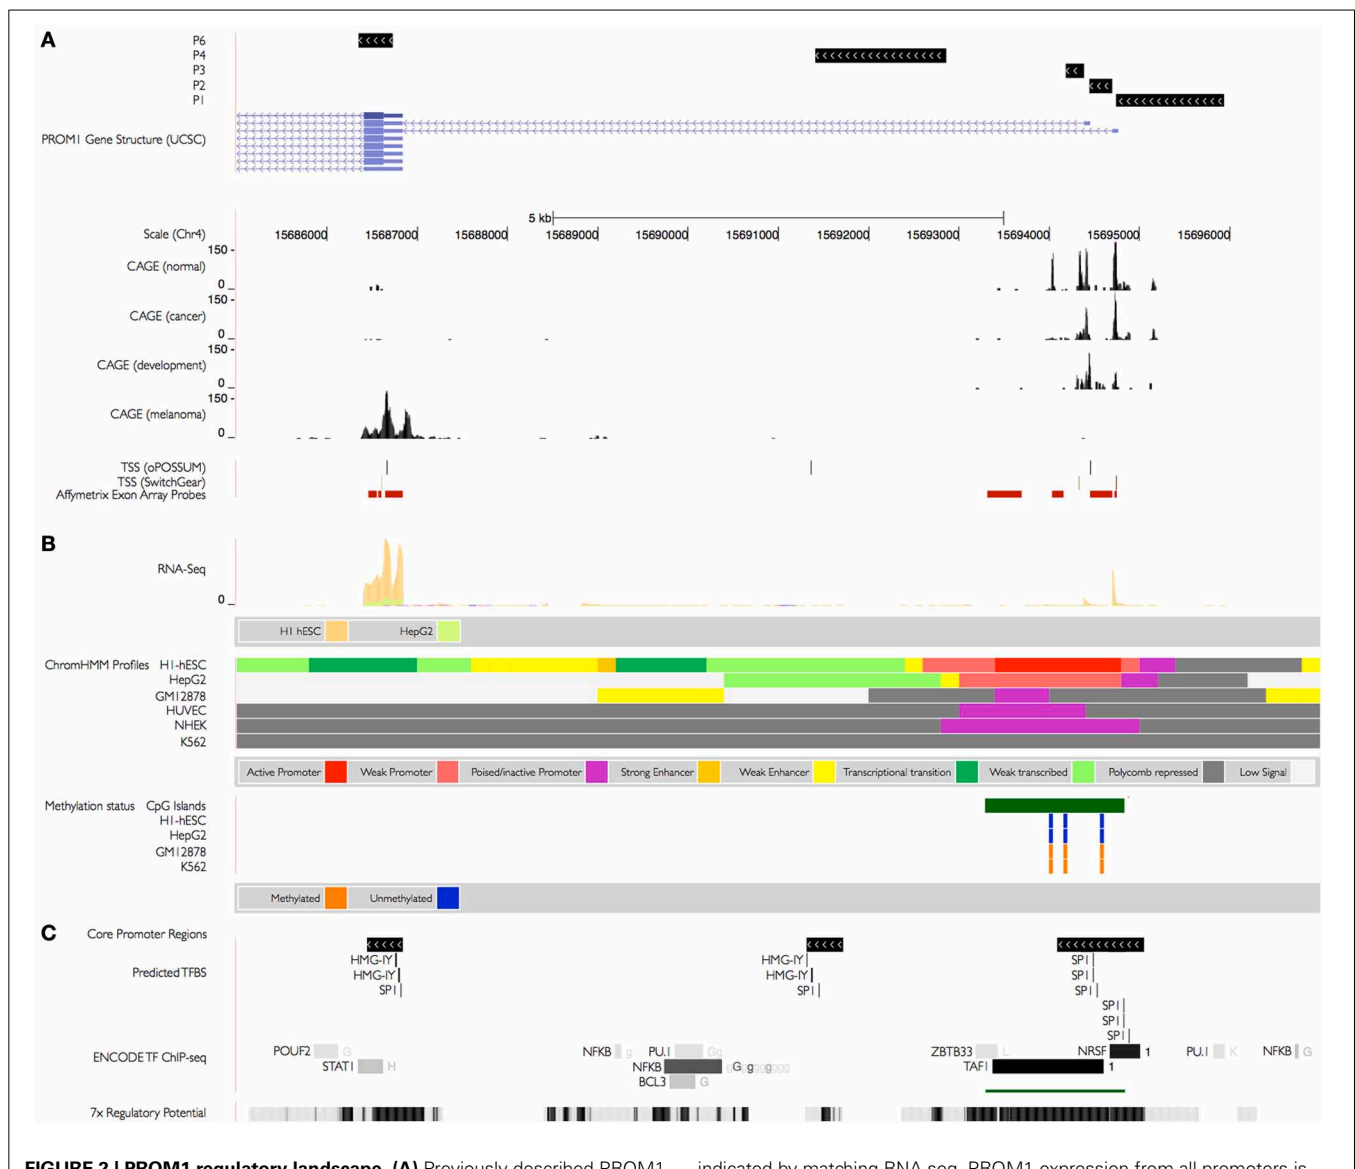 A
P6
P4
P3
P2
P1
PROM1 Gene Structure (UCSC)
5 kb
Scale (Chr4) 15686000 15687000 15688000 15689000 15690000 15691000 15692000 15693000 15694000 15695000 15696000
150
CAGE (normal)
0
150
CAGE (cancer)
0
150
CAGE (development)
0
150
CAGE (melanoma)
0
TSS (oPOSSUM)
TSS (SwitchGear)
Affymetrix Exon Array Probes
B
RNA-Seq
0
H1 hESC HepG2
ChromHMM Profiles H1-hESC
HepG2
GM12878
HUVEC
NHEK
K562
Active Promoter Weak Promoter Poised/inactive Promoter Strong Enhancer Weak Enhancer Transcriptional transition Weak transcribed Polycomb repressed Low Signal
Methylation status CpG Islands
H1-hESC
HepG2
GM12878
K562
Methylated Unmethylated
C
Core Promoter Regions
HMG-IY HMG-IY SP1
Predicted TFBS HMG-IY HMG-IY SP1
SP1 SP1 SP1
SP1
SP1
SP1
ENCODE TF ChIP-seq POUF2 G NFKB g PU.1 Gg ZBTB33 L NRSF 1 PU.1 K NFKB G
STAT1 H NFKB G g TAF1 1
BCL3 G
7x Regulatory Potential
FIGURE 2 | PROM1 regulatory landscape. (A) Previously described PROM1 indicated by matching RNA seq. PROM1 expression from all promoters is